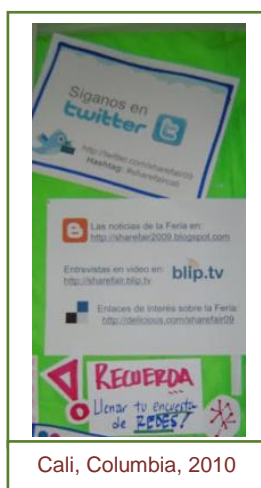 Síganos en
twitter
http://twitter.com/sharefair09
Hashtag: #sharefaircali
Las noticias de la Feria en:
http://sharefair2009.blogspot.com
Entrevistas en video en:
blip.tv
http://sharefair.blip.tv
Enlaces de Interés sobre la Feria:
http://delicious.com/sharefair09
RECUERDA
Llenar tu encuesta
de REDES!
Cali, Columbia, 2010